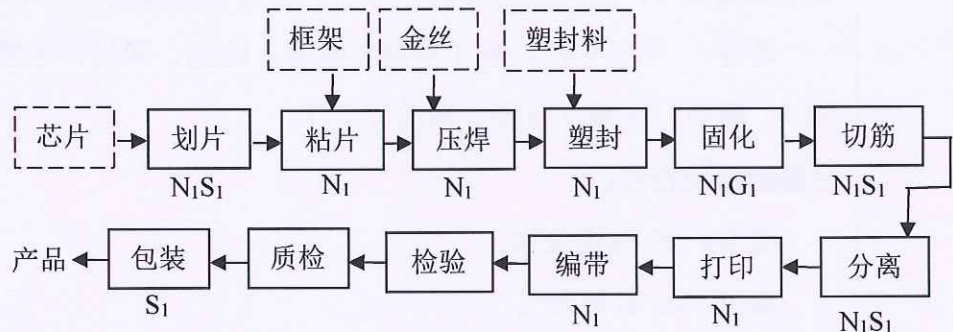 框架 金丝 塑封料
芯片 划片 粘片 压焊 塑封 固化 切筋
N₁S₁ N₁ N₁ N₁ N₁G₁ N₁S₁
产品 包装 质检 检验 编带 打印 分离
S₁ N₁ N₁ N₁S₁